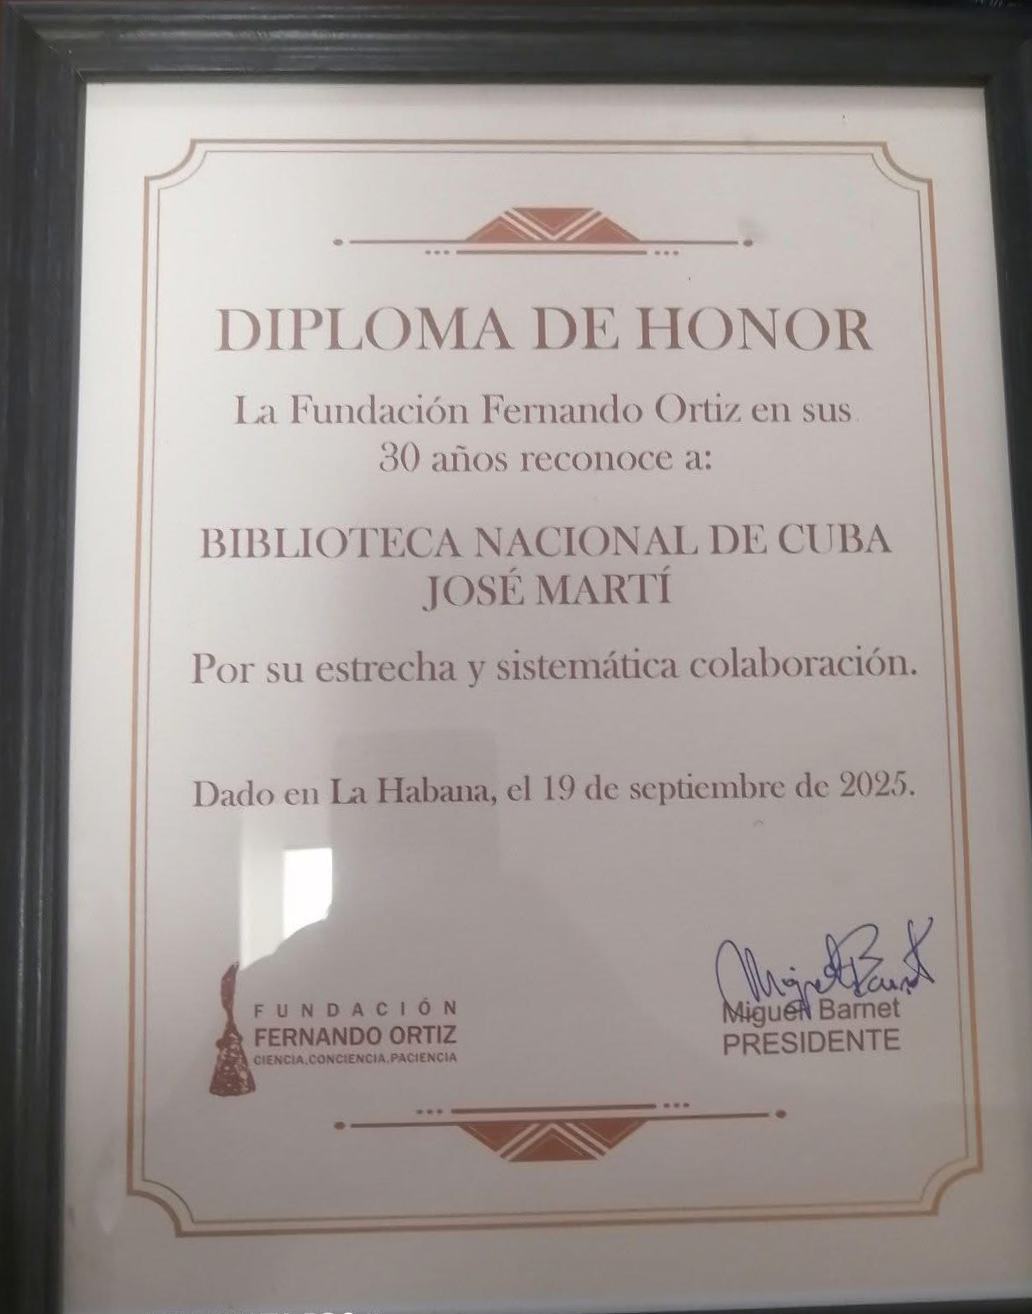 DIPLOMA DE HONOR
La Fundación Fernando Ortiz en sus
30 años reconoce a:
BIBLIOTECA NACIONAL DE CUBA
JOSÉ MARTÍ
Por su estrecha y sistemática colaboración.
Dado en La Habana, el 19 de septiembre de 2025.
FUNDACIÓN
FERNANDO ORTIZ
CIENCIA.CONCIENCIA.PACIENCIA
Miguel Barnet
Miguel Barnet
PRESIDENTE